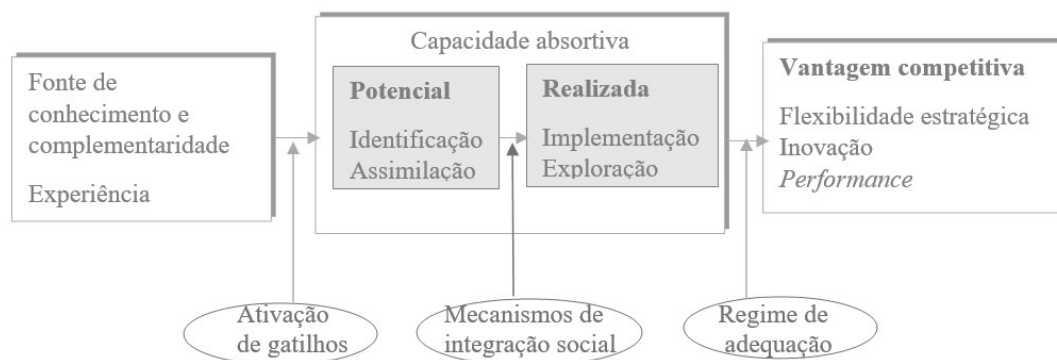 Fonte de
conhecimento e
complementaridade
Experiência
Capacidade absortiva
Potencial
Identificação
Assimilação
Realizada
Implementação
Exploração
Vantagem competitiva
Flexibilidade estratégica
Inovação
Performance
Ativação
de gatilhos
Mecanismos de
integração social
Regime de
adequação